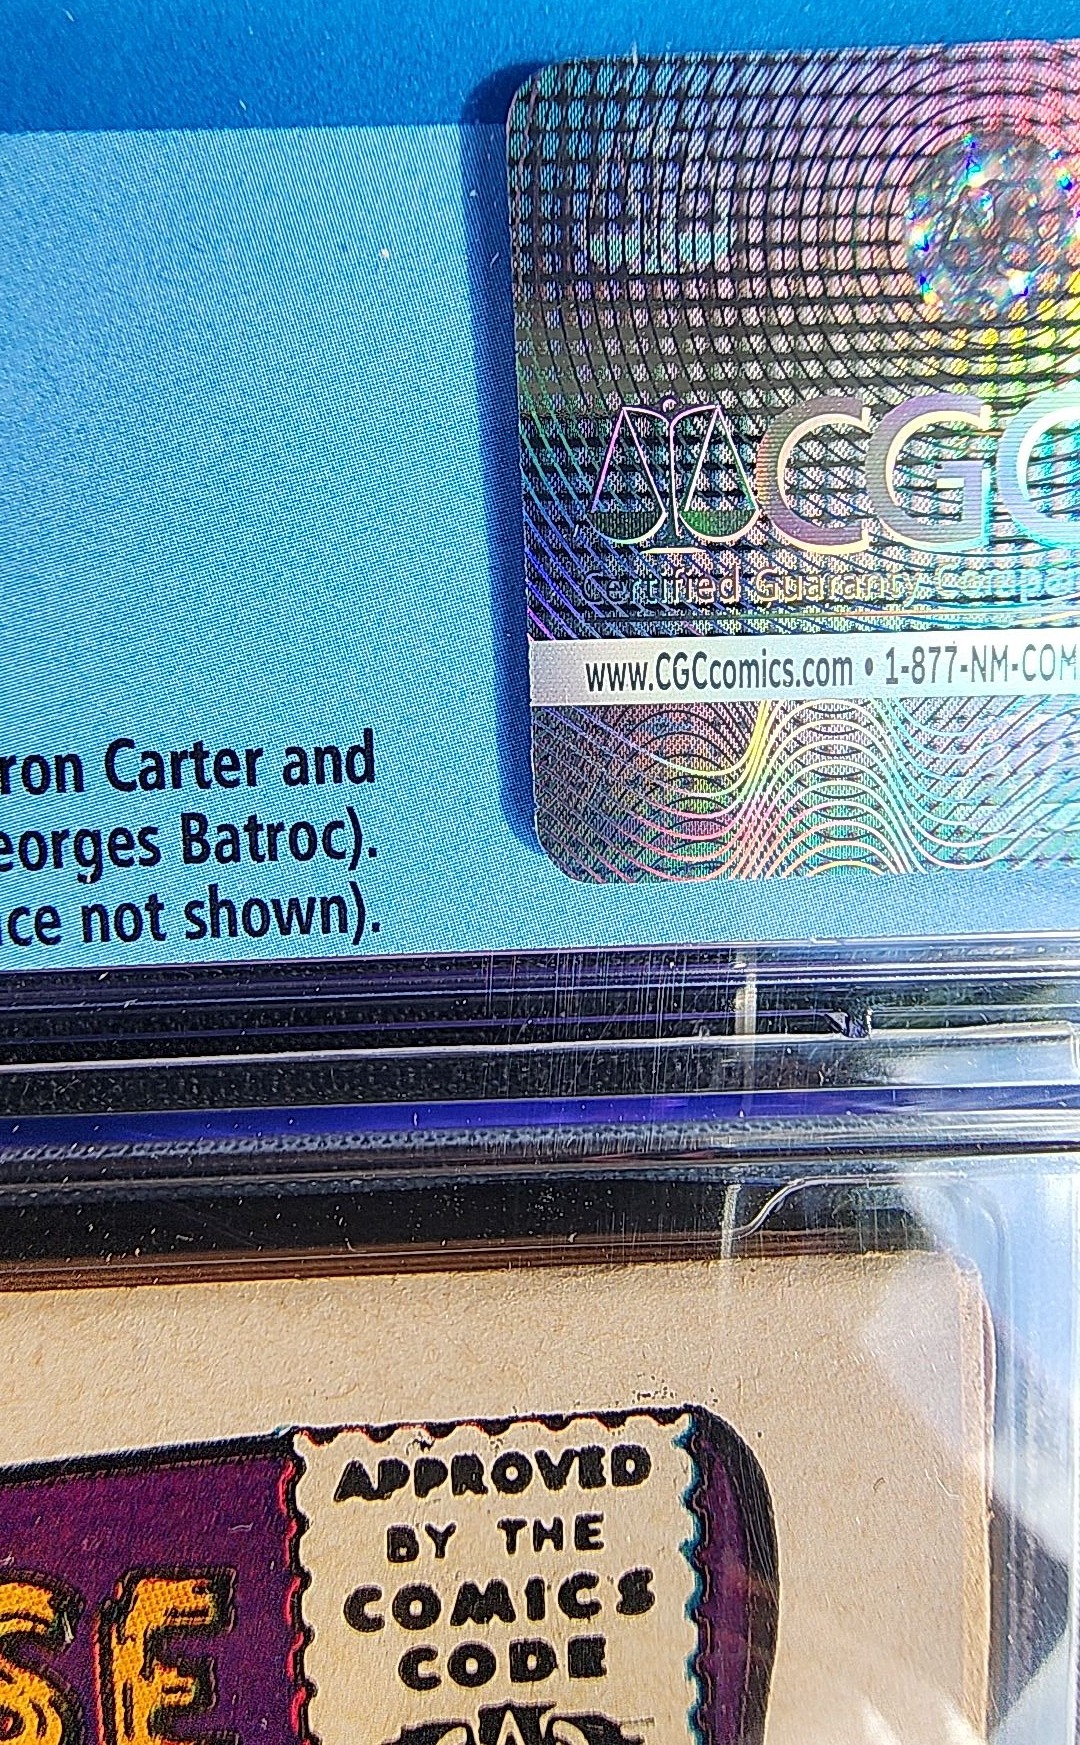 CGC
Certified Guaranty Compa
www.CGCcomics.com • 1-877-NM-COM
ron Carter and
eorges Batroc).
ce not shown).
APPROVED
BY THE
COMICS
CODE
SE
A